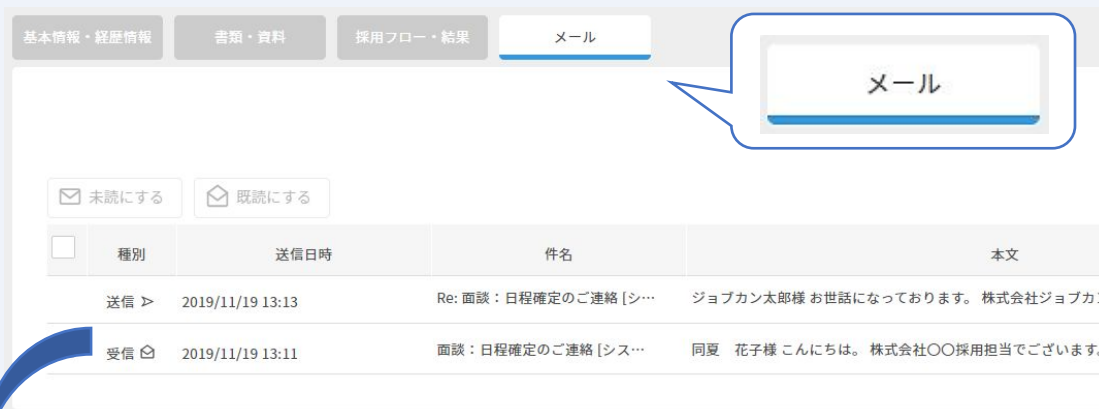 基本情報・経歴情報 書類・資料 採用フロー・結果 メール
メール
未読にする 既読にする
種別 送信日時 件名 本文
送信 2019/11/19 13:13 Re: 面談：日程確定のご連絡 [シ… ジョブカン太郎様 お世話になっております。 株式会社ジョブカ
受信 2019/11/19 13:11 面談：日程確定のご連絡 [シス… 同夏 花子様 こんにちは。 株式会社〇〇採用担当でございます。